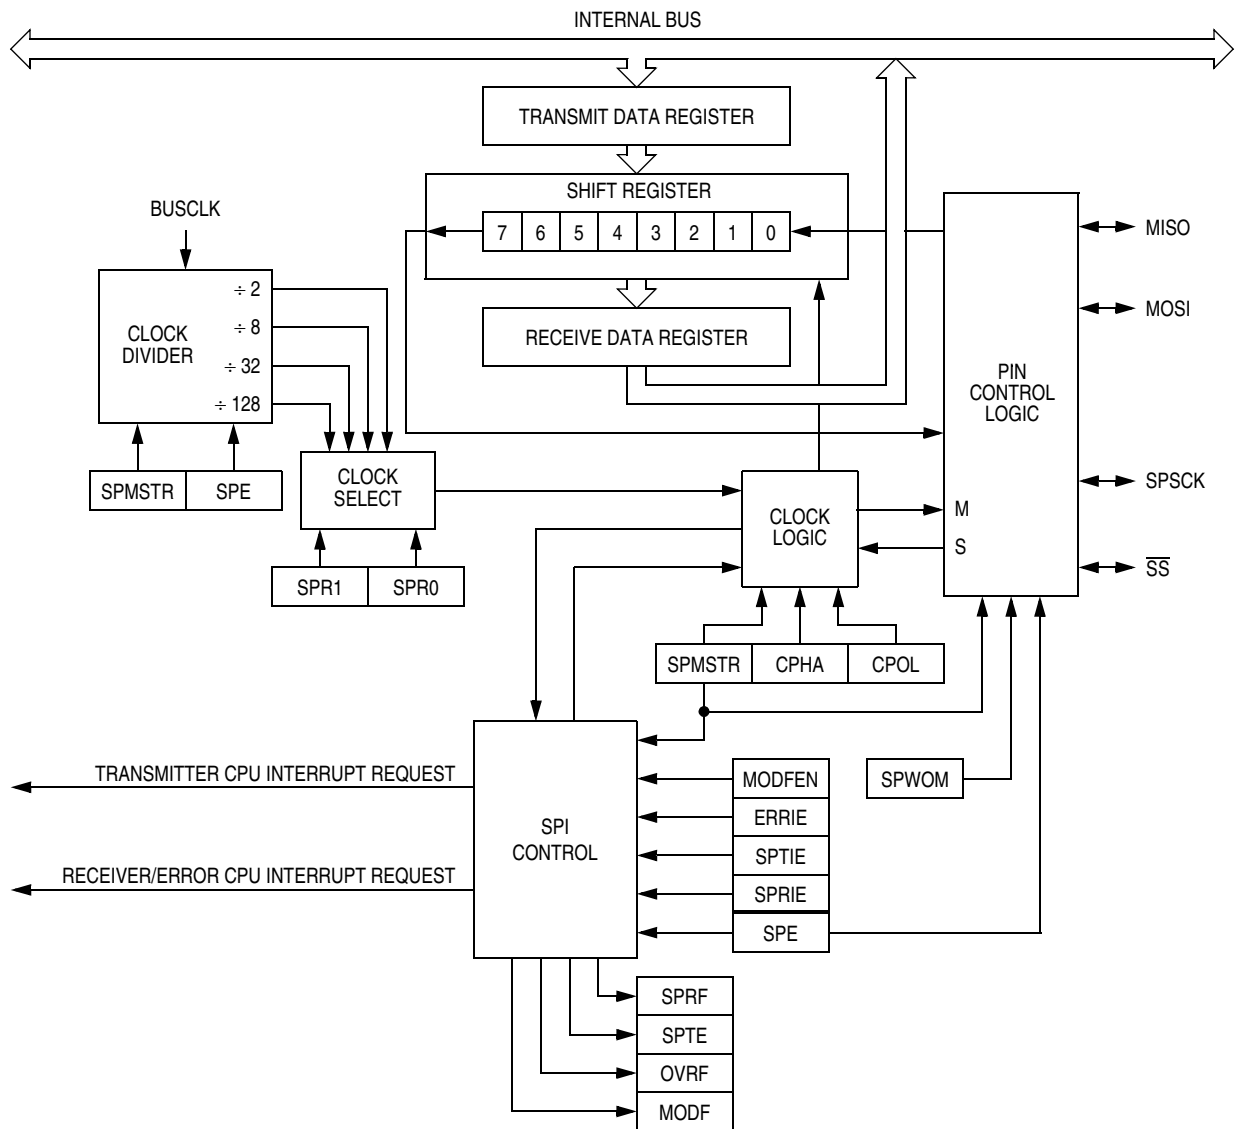 INTERNAL BUS
TRANSMIT DATA REGISTER
SHIFT REGISTER
7 6 5 4 3 2 1 0
BUSCLK
CLOCK
DIVIDER
÷ 2
÷ 8
÷ 32
÷ 128
SPMSTR SPE
RECEIVE DATA REGISTER
PIN
CONTROL
LOGIC
MISO
MOSI
SPSCK
S̅S̅
M
S
CLOCK
SELECT
SPR1 SPR0
CLOCK
LOGIC
SPMSTR CPHA CPOL
TRANSMITTER CPU INTERRUPT REQUEST
RECEIVER/ERROR CPU INTERRUPT REQUEST
SPI
CONTROL
MODFEN
ERRIE
SPTIE
SPRIE
SPE
SPWOM
SPRF
SPTE
OVRF
MODF